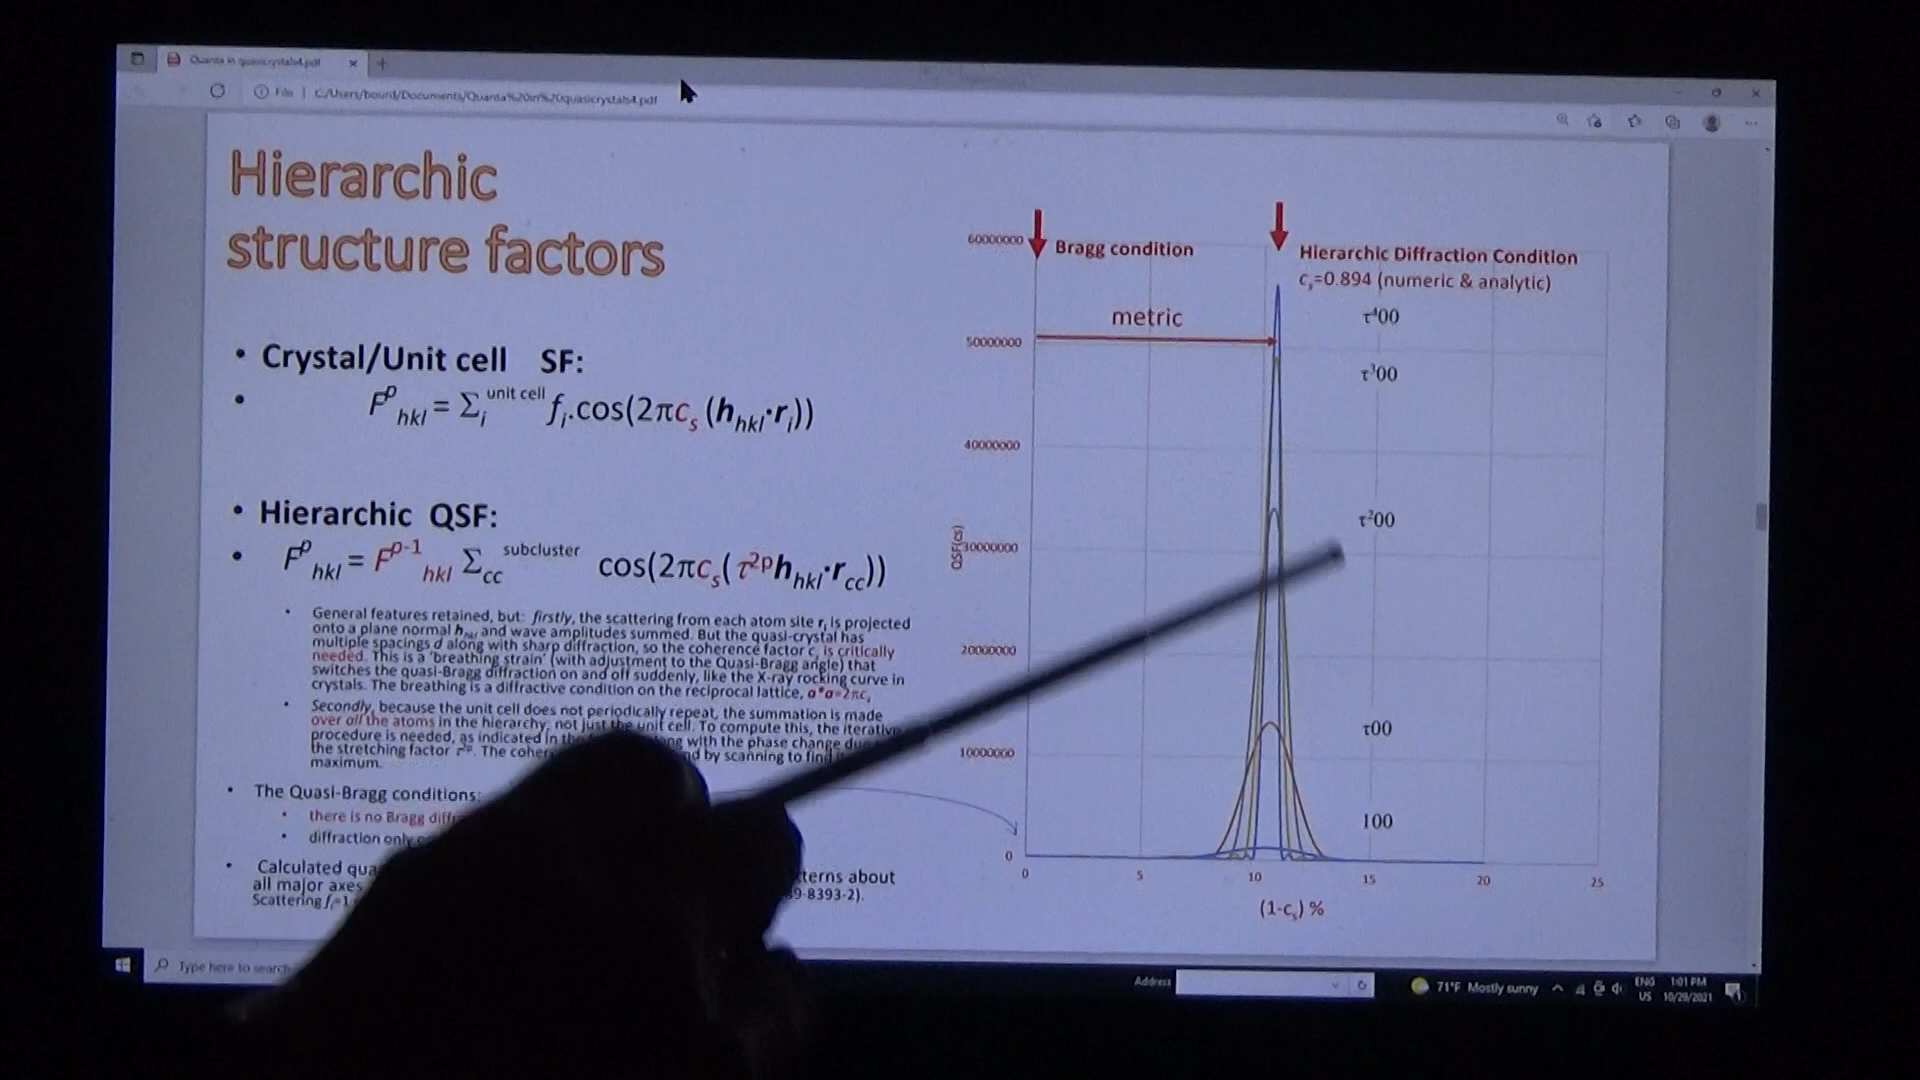 Quanta in quasicrystals4.pdf
File | C:/Users/bourd/Documents/Quanta%20in%20quasicrystals4.pdf
Hierarchic
structure factors
• Crystal/Unit cell SF:
• F^p_hkl = Σ_i^unit cell f_i.cos(2πc_s (h_hkl·r_i))
• Hierarchic QSF:
• F^p_hkl = F^p-1_hkl Σ_cc^subcluster cos(2πc_s(τ^2p h_hkl·r_cc))
• General features retained, but: firstly, the scattering from each atom site r_i is projected
onto a plane normal h_hkl and wave amplitudes summed. But the quasi-crystal has
multiple spacings d along with sharp diffraction, so the coherence factor c_s is critically
needed. This is a 'breathing strain' (with adjustment to the Quasi-Bragg angle) that
switches the quasi-Bragg diffraction on and off suddenly, like the X-ray rocking curve in
crystals. The breathing is a diffractive condition on the reciprocal lattice, a*a=2πc_s
• Secondly, because the unit cell does not periodically repeat, the summation is made
over all the atoms in the hierarchy, not just the unit cell. To compute this, the iterative
procedure is needed, as indicated in the with the phase change
the stretching factor τ^2p. The by scanning to find
maximum.
• The Quasi-Bragg conditions:
• there is no Bragg
• diffraction only
• Calculated about
all major axes 9-8393-2).
Scattering f_i=1
60000000
50000000
40000000
30000000
20000000
10000000
0
QSF(cs)
Bragg condition
metric
Hierarchic Diffraction Condition
c_s=0.894 (numeric & analytic)
τ⁴00
τ³00
τ²00
τ00
100
0 5 10 15 20 25
(1-c_s) %
Type here to search
Address
71°F Mostly sunny
ENG
US
1:01 PM
10/29/2021